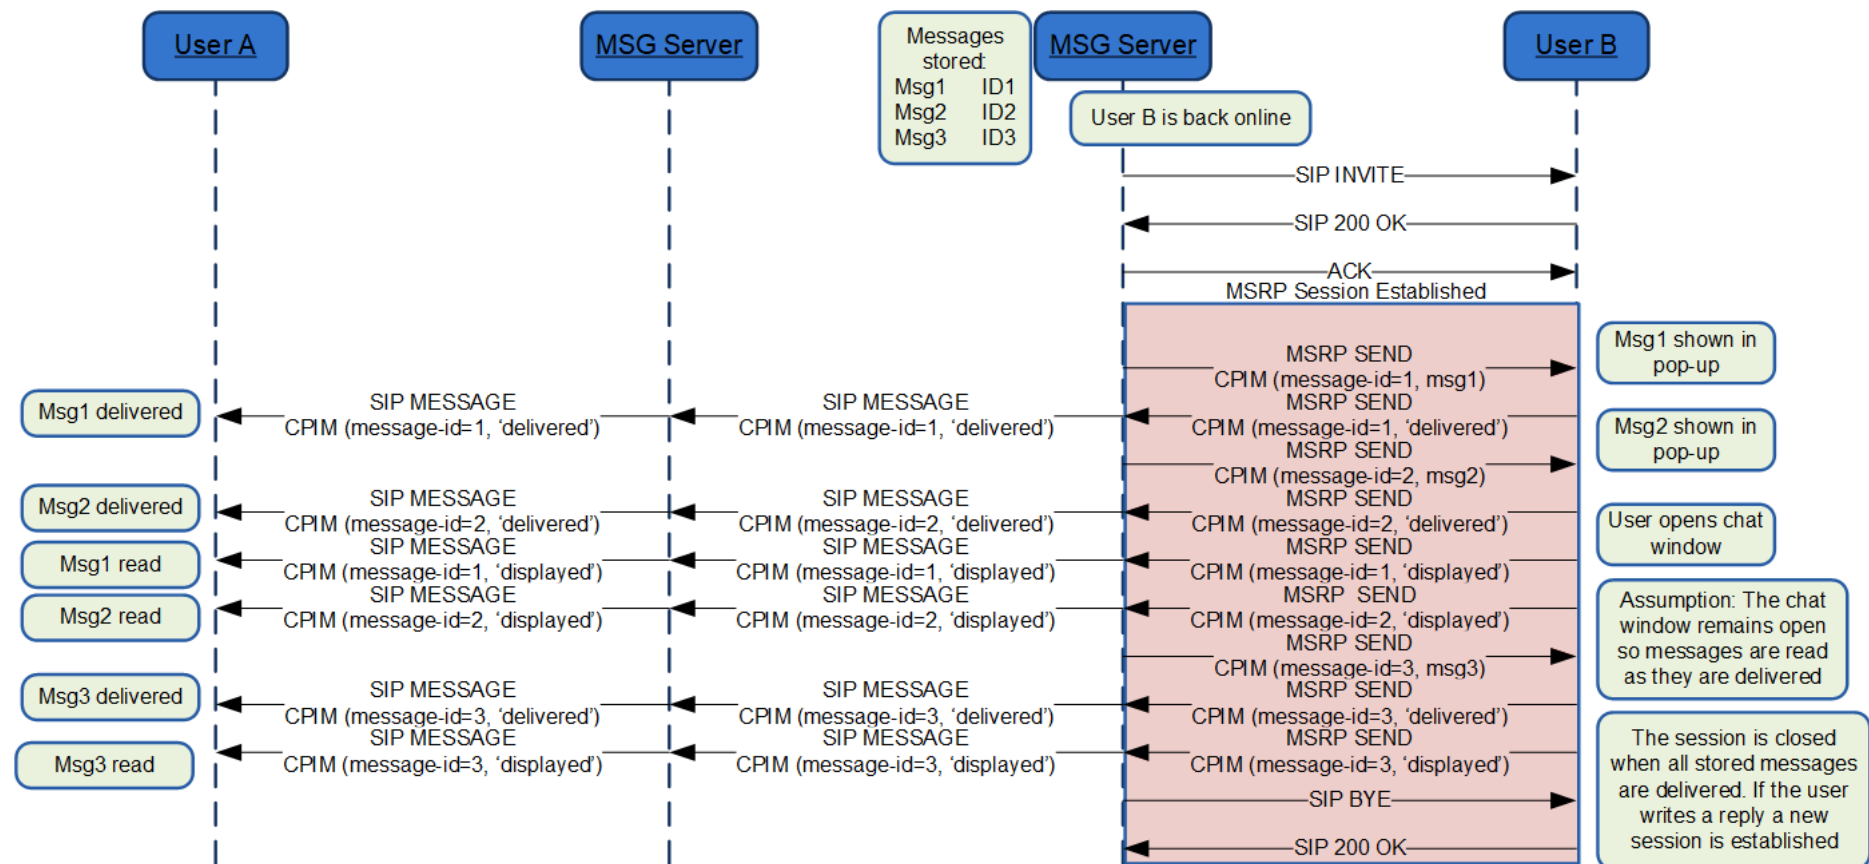 User A
MSG Server
Messages
stored:
Msg1 ID1
Msg2 ID2
Msg3 ID3
MSG Server
User B
User B is back online
SIP INVITE
SIP 200 OK
ACK
MSRP Session Established
MSRP SEND
CPIM (message-id=1, msg1)
Msg1 shown in
pop-up
Msg1 delivered
SIP MESSAGE
CPIM (message-id=1, ‘delivered’)
SIP MESSAGE
CPIM (message-id=1, ‘delivered’)
MSRP SEND
CPIM (message-id=1, ‘delivered’)
Msg2 shown in
pop-up
MSRP SEND
CPIM (message-id=2, msg2)
Msg2 delivered
SIP MESSAGE
CPIM (message-id=2, ‘delivered’)
SIP MESSAGE
CPIM (message-id=2, ‘delivered’)
MSRP SEND
CPIM (message-id=2, ‘delivered’)
User opens chat
window
Msg1 read
SIP MESSAGE
CPIM (message-id=1, ‘displayed’)
SIP MESSAGE
CPIM (message-id=1, ‘displayed’)
MSRP SEND
CPIM (message-id=1, ‘displayed’)
Msg2 read
SIP MESSAGE
CPIM (message-id=2, ‘displayed’)
SIP MESSAGE
CPIM (message-id=2, ‘displayed’)
MSRP SEND
CPIM (message-id=2, ‘displayed’)
Assumption: The chat
window remains open
so messages are read
as they are delivered
MSRP SEND
CPIM (message-id=3, msg3)
Msg3 delivered
SIP MESSAGE
CPIM (message-id=3, ‘delivered’)
SIP MESSAGE
CPIM (message-id=3, ‘delivered’)
MSRP SEND
CPIM (message-id=3, ‘delivered’)
Msg3 read
SIP MESSAGE
CPIM (message-id=3, ‘displayed’)
SIP MESSAGE
CPIM (message-id=3, ‘displayed’)
MSRP SEND
CPIM (message-id=3, ‘displayed’)
The session is closed
when all stored messages
are delivered. If the user
writes a reply a new
session is established
SIP BYE
SIP 200 OK